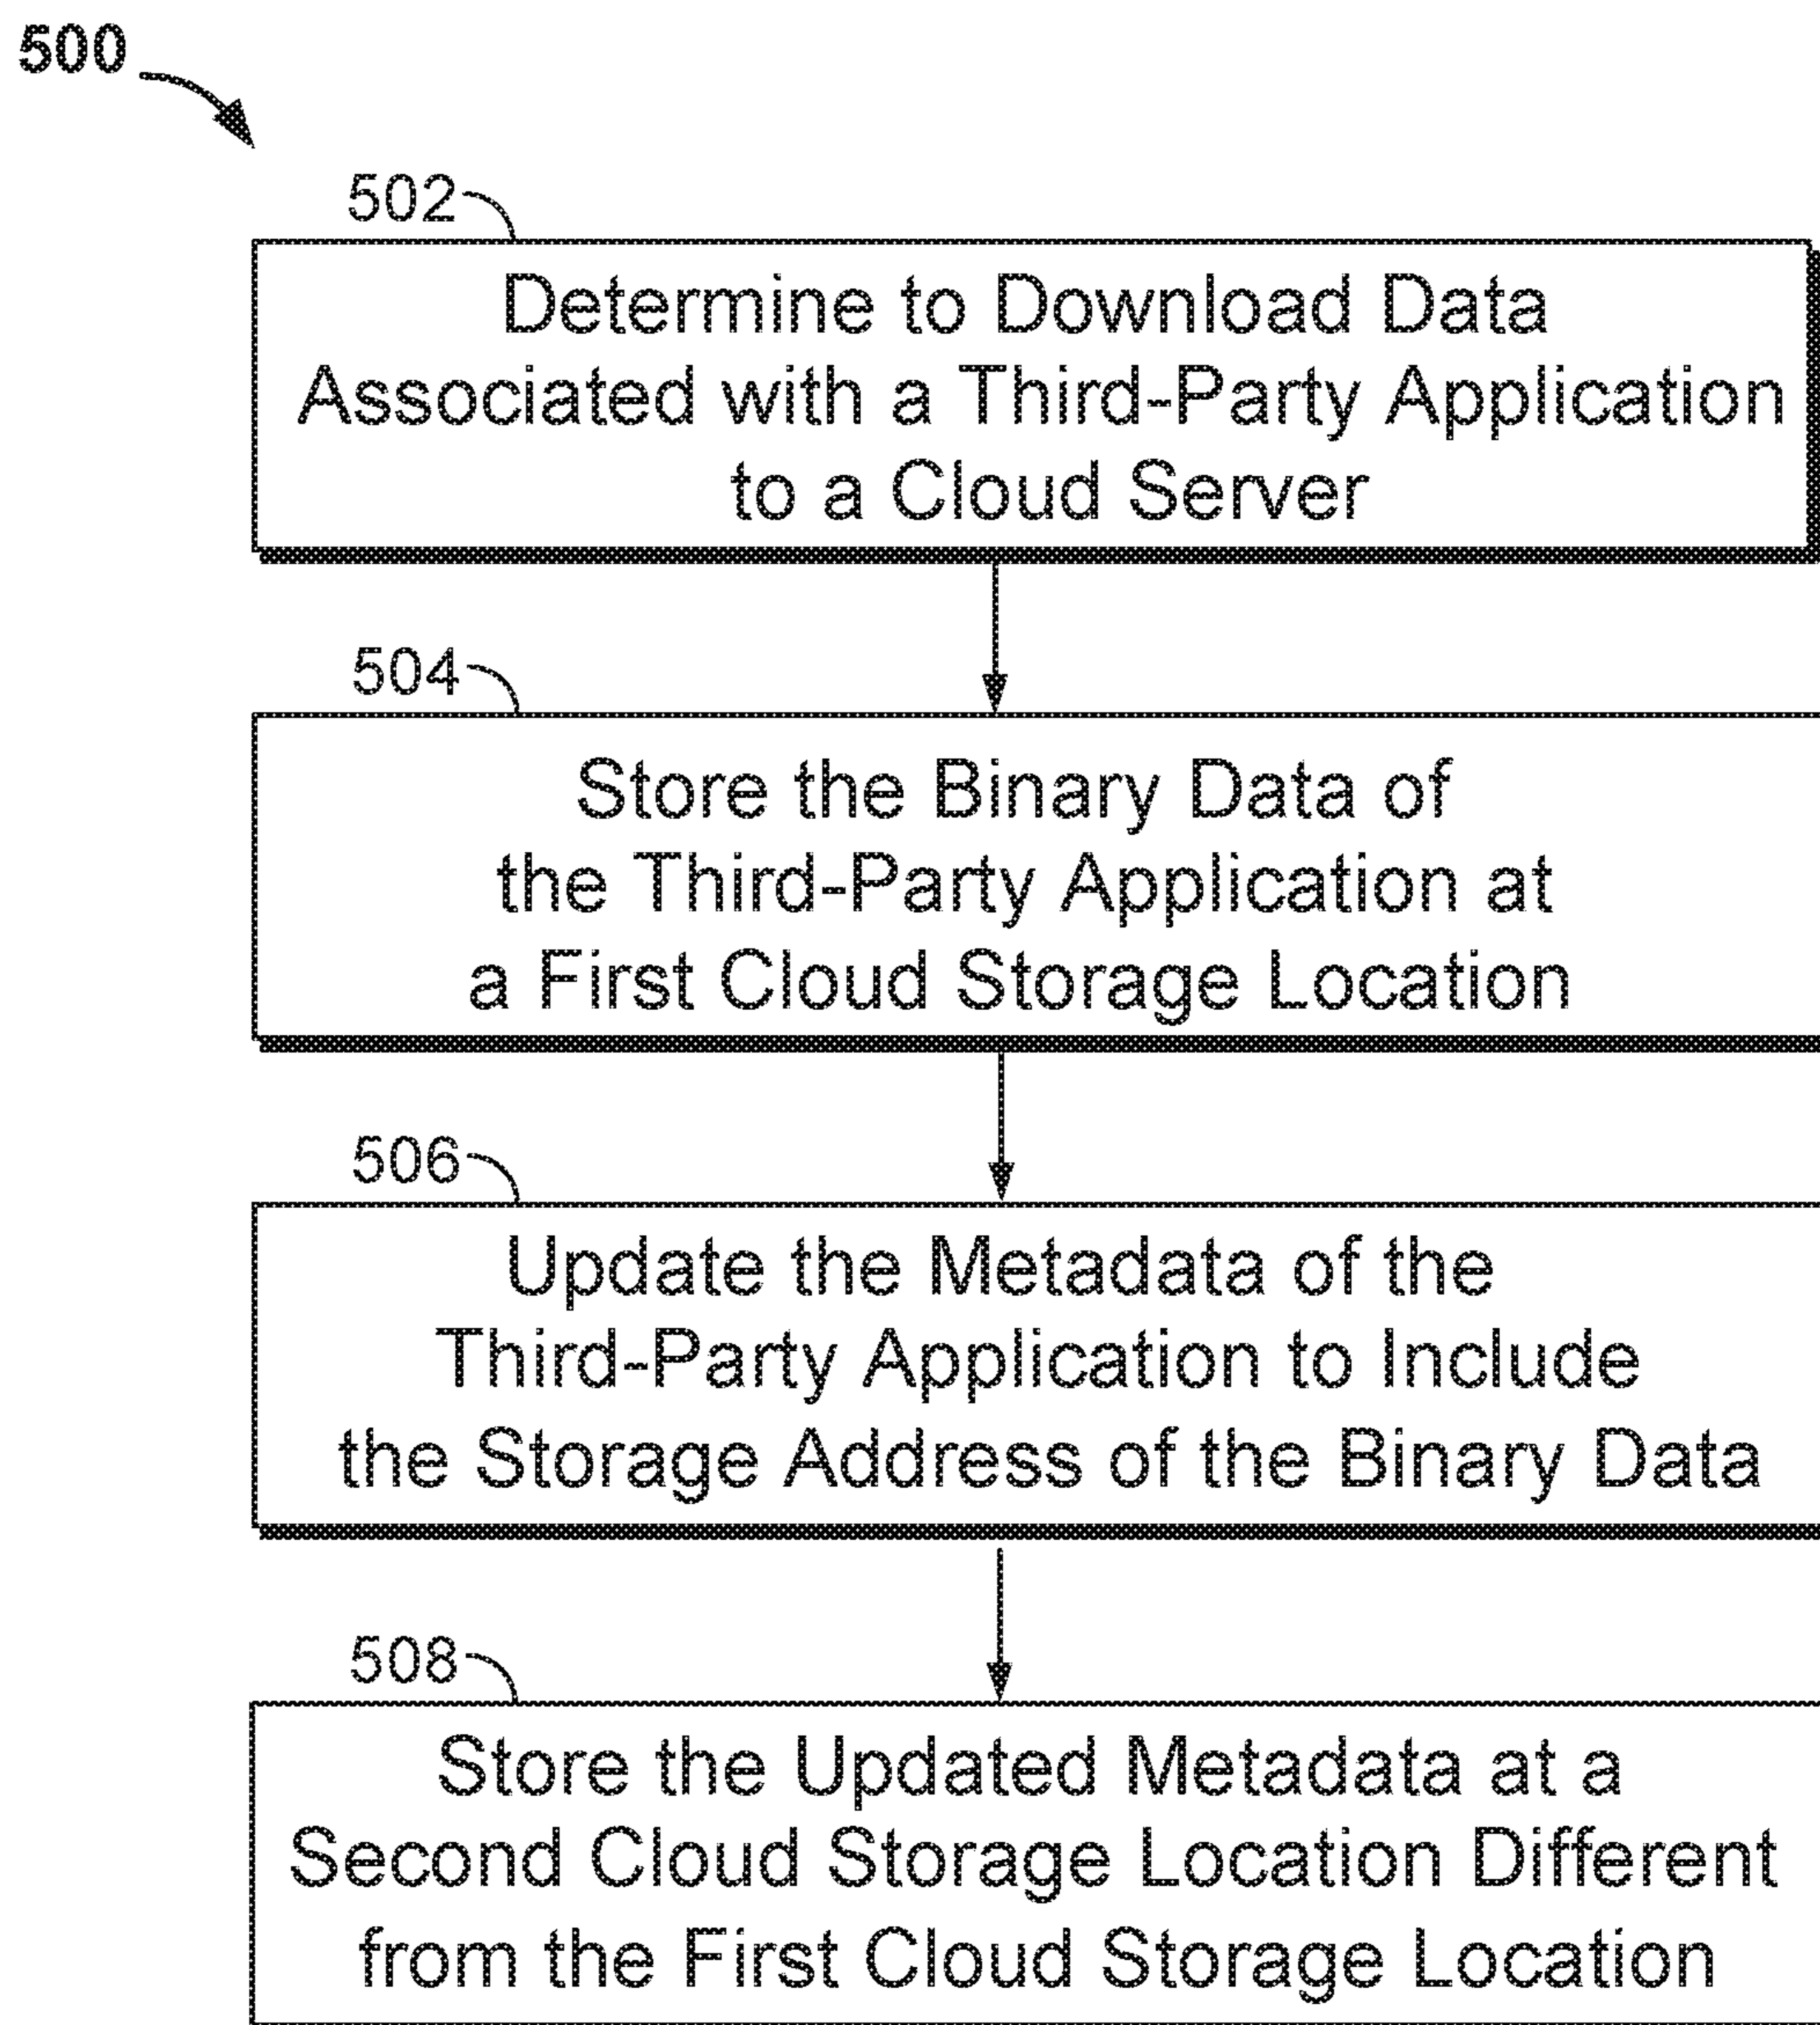 500
502
Determine to Download Data
Associated with a Third-Party Application
to a Cloud Server
504
Store the Binary Data of
the Third-Party Application at
a First Cloud Storage Location
506
Update the Metadata of the
Third-Party Application to Include
the Storage Address of the Binary Data
508
Store the Updated Metadata at a
Second Cloud Storage Location Different
from the First Cloud Storage Location